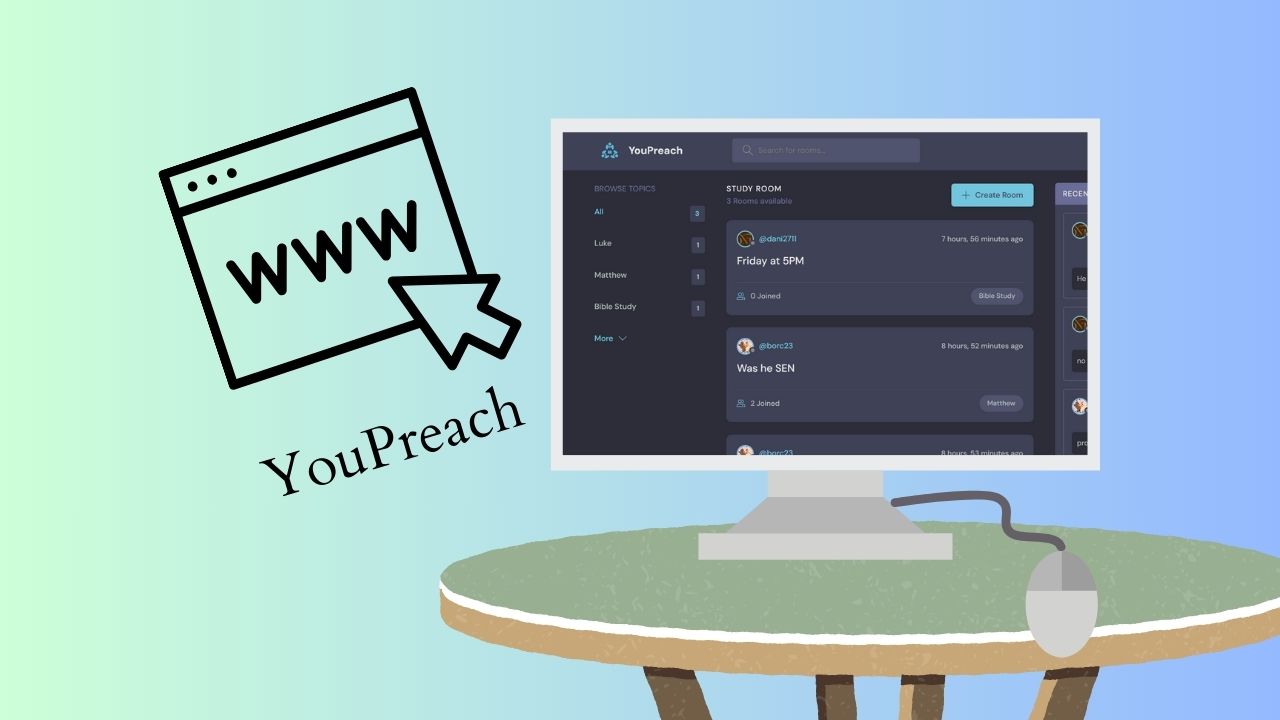 WWW
YouPreach
YouPreach
Search for rooms...
BROWSE TOPICS
All 3
Luke 1
Matthew 1
Bible Study 1
More
STUDY ROOM
3 Rooms available
Create Room
@dani2711
7 hours, 56 minutes ago
Friday at 5PM
0 Joined
Bible Study
@borc23
8 hours, 52 minutes ago
Was he SEN
2 Joined
Matthew
@borc23
8 hours, 53 minutes ago
RECEN
He
no
pro